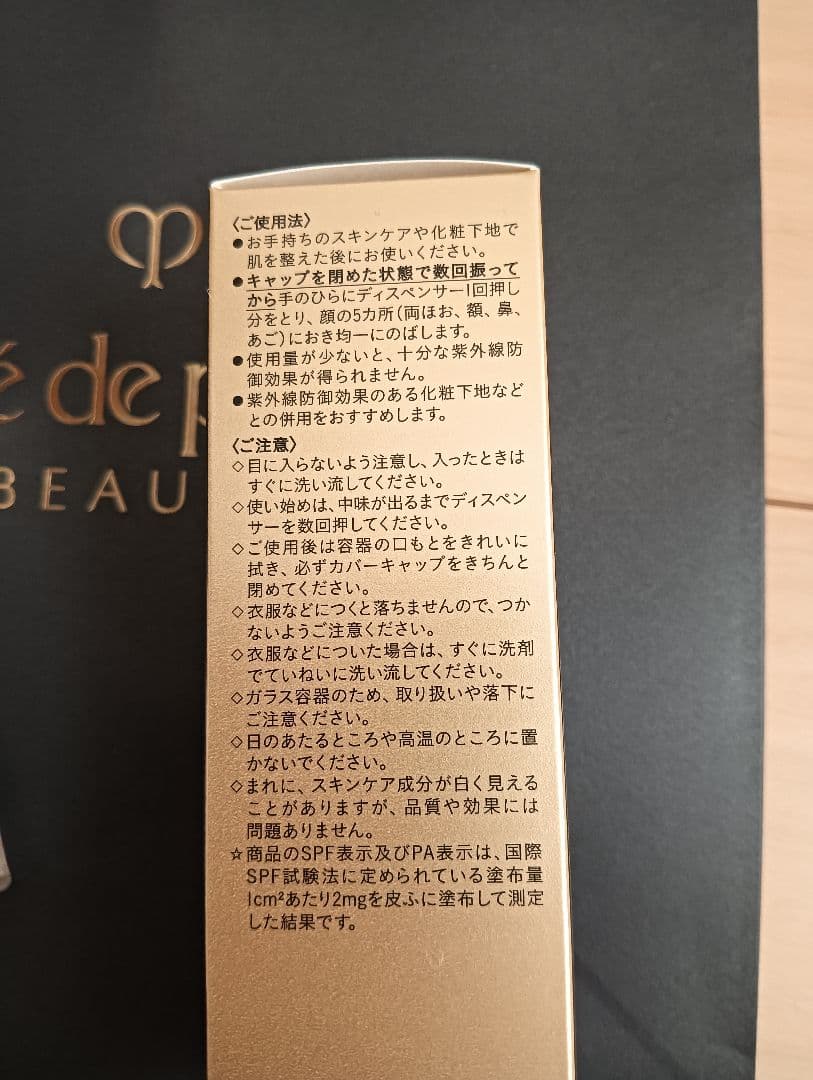 é de p
BEAU
〈ご使用法〉
●お手持ちのスキンケアや化粧下地で
肌を整えた後にお使いください。
●キャップを閉めた状態で数回振って
から手のひらにディスペンサー1回押し
分をとり、顔の5カ所(両ほお、額、鼻、
あご)におき均一にのばします。
●使用量が少ないと、十分な紫外線防
御効果が得られません。
●紫外線防御効果のある化粧下地など
との併用をおすすめします。
〈ご注意〉
◇目に入らないよう注意し、入ったときは
すぐに洗い流してください。
◇使い始めは、中味が出るまでディスペン
サーを数回押してください。
◇ご使用後は容器の口もとをきれいに
拭き、必ずカバーキャップをきちんと
閉めてください。
◇衣服などにつくと落ちませんので、つか
ないようご注意ください。
◇衣服などについた場合は、すぐに洗剤
でていねいに洗い流してください。
◇ガラス容器のため、取り扱いや落下に
ご注意ください。
◇日のあたるところや高温のところに置
かないでください。
◇まれに、スキンケア成分が白く見える
ことがありますが、品質や効果には
問題ありません。
☆商品のSPF表示及びPA表示は、国際
SPF試験法に定められている塗布量
1cm²あたり2mgを皮ふに塗布して測定
した結果です。